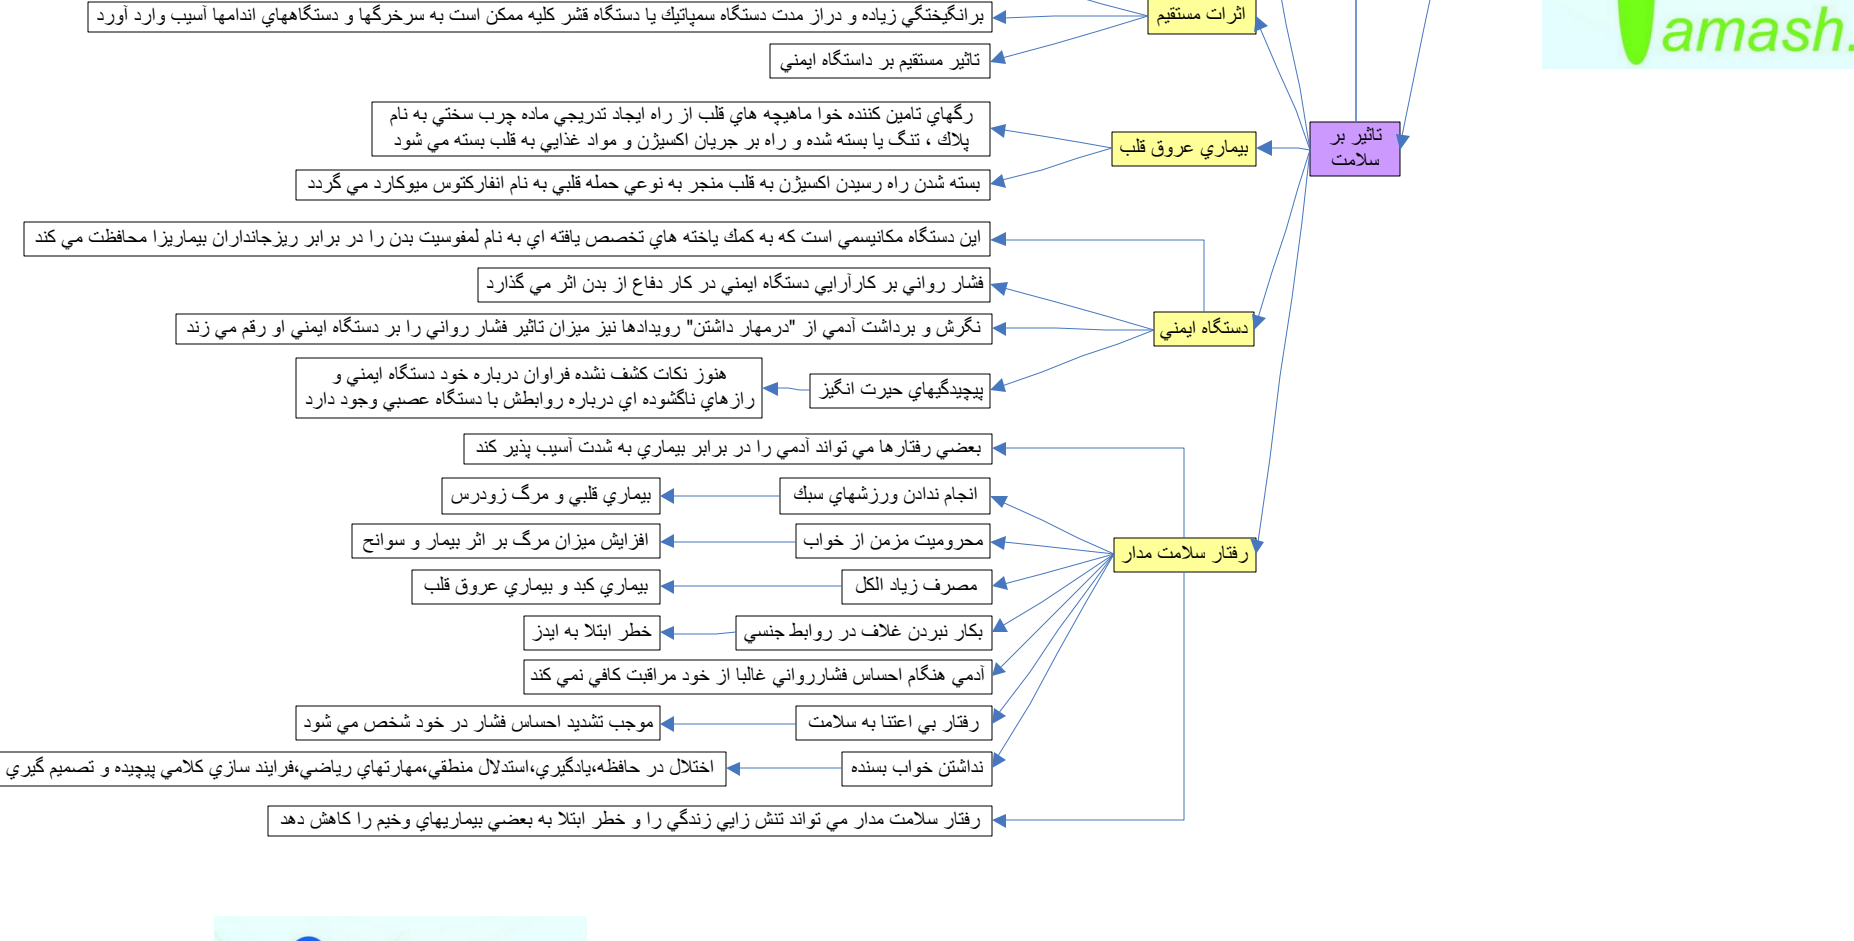 amash.
اثرات مستقيم
برانگيختگي زياده و دراز مدت دستگاه سمپاتيك يا دستگاه قشر كليه ممكن است به سرخرگها و دستگاههاي اندامها آسيب وارد آورد
تاثير مستقيم بر داستگاه ايمني
تاثير بر
سلامت
بيماري عروق قلب
رگهاي تامين كننده خوا ماهيچه هاي قلب از راه ايجاد تدريجي ماده چرب سختي به نام
پلاك ، تنگ يا بسته شده و راه بر جريان اكسيژن و مواد غذايي به قلب بسته مي شود
بسته شدن راه رسيدن اكسيژن به قلب منجر به نوعي حمله قلبي به نام انفاركتوس ميوكارد مي گردد
دستگاه ايمني
اين دستگاه مكانيسمي است كه به كمك ياخته هاي تخصص يافته اي به نام لمفوسيت بدن را در برابر ريزجانداران بيماريزا محافظت مي كند
فشار رواني بر كارآرايي دستگاه ايمني در كار دفاع از بدن اثر مي گذارد
نگرش و برداشت آدمي از "درمهار داشتن" رويدادها نيز ميزان تاثير فشار رواني را بر دستگاه ايمني او رقم مي زند
پيچيدگيهاي حيرت انگيز
هنوز نكات كشف نشده فراوان درباره خود دستگاه ايمني و
رازهاي ناگشوده اي درباره روابطش با دستگاه عصبي وجود دارد
رفتار سلامت مدار
بعضي رفتارها مي تواند آدمي را در برابر بيماري به شدت آسيب پذير كند
انجام ندادن ورزشهاي سبك
بيماري قلبي و مرگ زودرس
محروميت مزمن از خواب
افزايش ميزان مرگ بر اثر بيمار و سوانح
مصرف زياد الكل
بيماري كبد و بيماري عروق قلب
بكار نبردن غلاف در روابط جنسي
خطر ابتلا به ايدز
آدمي هنگام احساس فشاررواني غالبا از خود مراقبت كافي نمي كند
رفتار بي اعتنا به سلامت
موجب تشديد احساس فشار در خود شخص مي شود
نداشتن خواب بسنده
اختلال در حافظه،يادگيري،استدلال منطقي،مهارتهاي رياضي،فرايند سازي كلامي پيچيده و تصميم گيري
رفتار سلامت مدار مي تواند تنش زايي زندگي را و خطر ابتلا به بعضي بيماريهاي وخيم را كاهش دهد